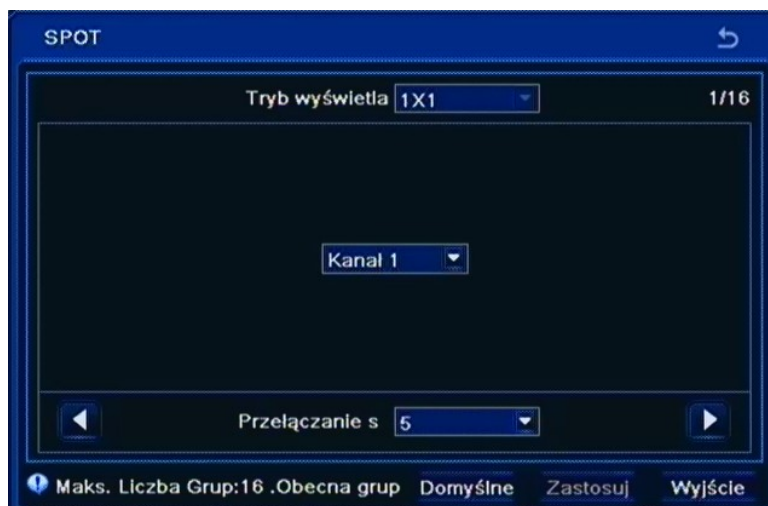 SPOT
Tryb wyświetla 1X1 1/16
Kanał 1
Przełączanie s 5
Maks. Liczba Grup:16 .Obecna grup Domyślne Zastosuj Wyjście